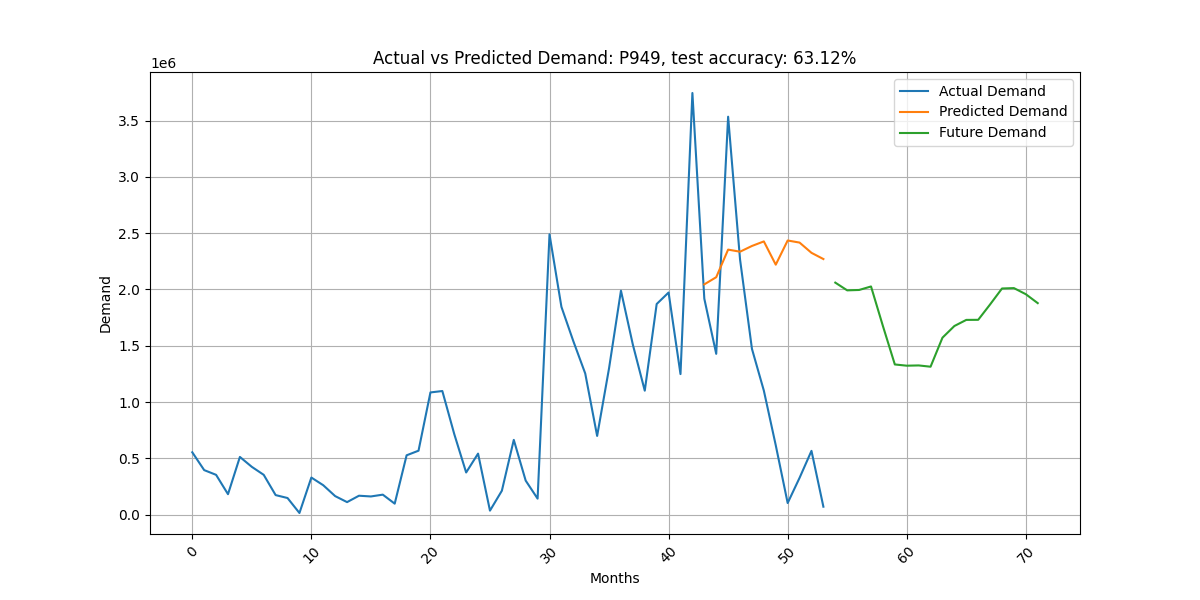 Actual vs Predicted Demand: P949, test accuracy: 63.12%
1e6
Actual Demand
Predicted Demand
Future Demand
3.5
3.0
2.5
2.0
1.5
1.0
0.5
0.0
Demand
0 10 20 30 40 50 60 70
Months